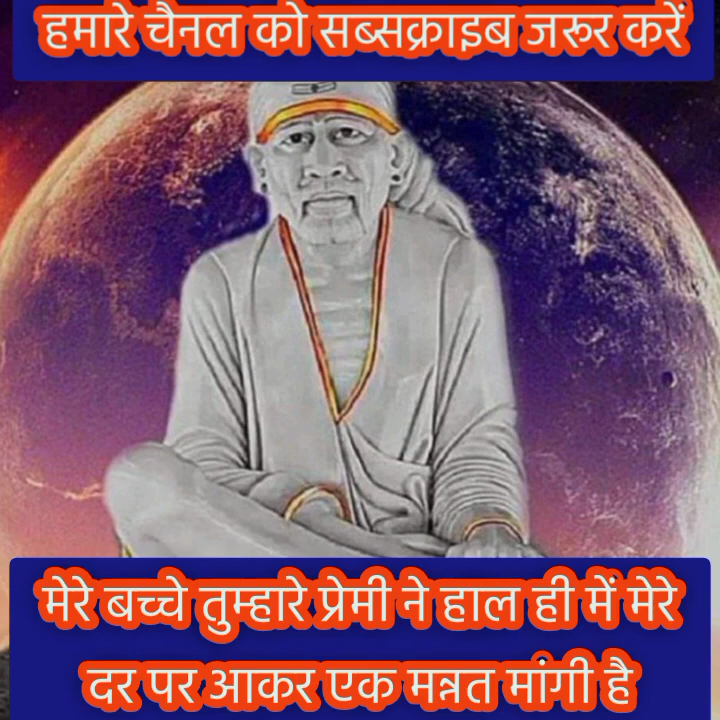 हमारे चैनल को सब्सक्राइब जरूर करें
मेरे बच्चे तुम्हारे प्रेमी ने हाल ही में मेरे
दर पर आकर एक मन्नत मांगी है